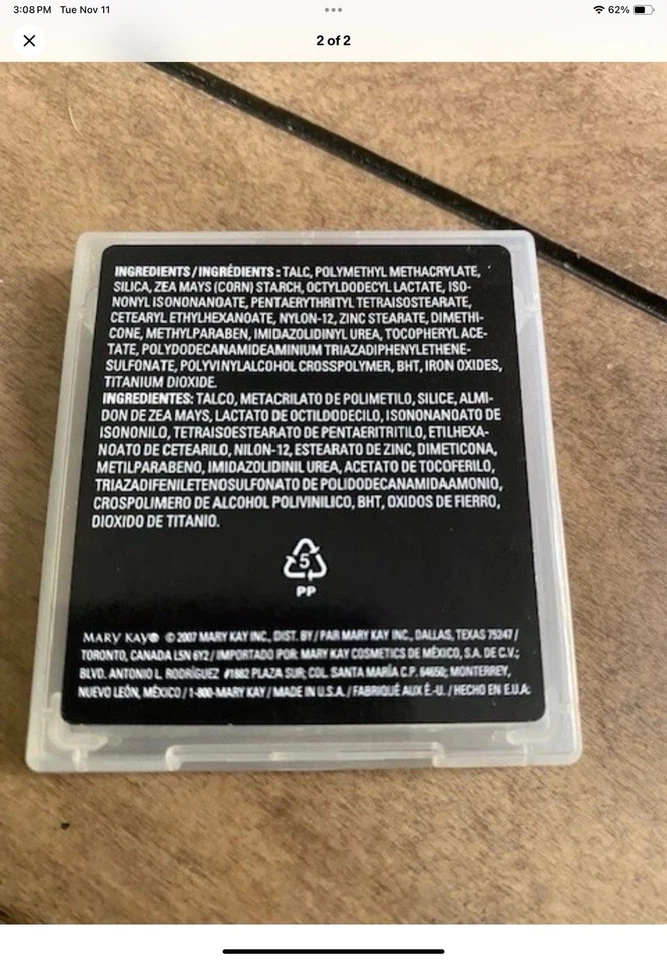 3:08 PM Tue Nov 11
62%
2 of 2
INGREDIENTS / INGRÉDIENTS : TALC, POLYMETHYL METHACRYLATE,
SILICA, ZEA MAYS (CORN) STARCH, OCTYLDODECYL LACTATE, ISO-
NONYL ISONONANOATE, PENTAERYTHRITYL TETRAISOSTEARATE,
CETEARYL ETHYLHEXANOATE, NYLON-12, ZINC STEARATE, DIMETHI-
CONE, METHYLPARABEN, IMIDAZOLIDINYL UREA, TOCOPHERYL ACE-
TATE, POLYDODECANAMIDEAMINIUM TRIAZADIPHENYLETHENE-
SULFONATE, POLYVINYLALCOHOL CROSSPOLYMER, BHT, IRON OXIDES,
TITANIUM DIOXIDE.
INGREDIENTES: TALCO, METACRILATO DE POLIMETILO, SILICE, ALMI-
DON DE ZEA MAYS, LACTATO DE OCTILDODECILO, ISONONANOATO DE
ISONONILO, TETRAISOESTEARATO DE PENTAERITRITILO, ETILHEXA-
NOATO DE CETEARILO, NILON-12, ESTEARATO DE ZINC, DIMETICONA,
METILPARABENO, IMIDAZOLIDINIL UREA, ACETATO DE TOCOFERILO,
TRIAZADIFENILETENOSULFONATO DE POLIDODECANAMIDAAMONIO,
CROSPOLIMERO DE ALCOHOL POLIVINILICO, BHT, OXIDOS DE FIERRO,
DIOXIDO DE TITANIO.
5
PP
MARY KAY® © 2007 MARY KAY INC., DIST. BY / PAR MARY KAY INC., DALLAS, TEXAS 75247 /
TORONTO, CANADA L5N 6Y2 / IMPORTADO POR: MARY KAY COSMETICS DE MÉXICO, S.A. DE C.V.;
BLVD. ANTONIO L. RODRÍGUEZ #1882 PLAZA SUR; COL. SANTA MARÍA C.P. 64650; MONTERREY,
NUEVO LEÓN, MÉXICO / 1-800-MARY KAY / MADE IN U.S.A. / FABRIQUÉ AUX É.-U. / HECHO EN E.U.A.